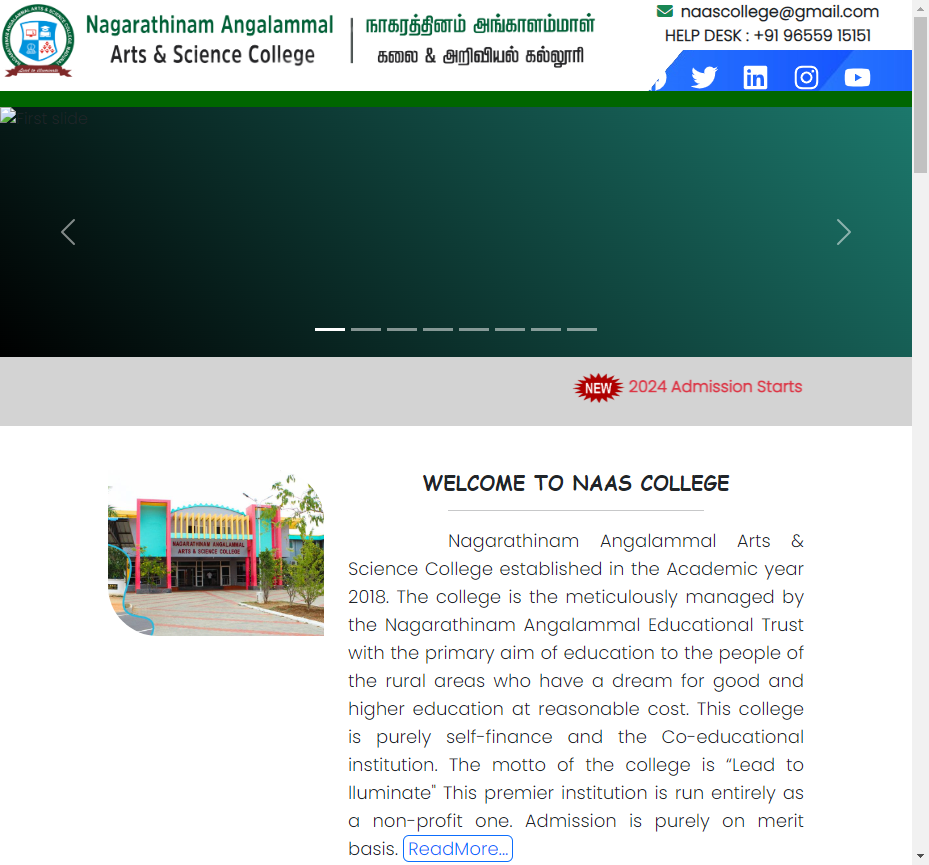 Nagarathinam Angalammal
Arts & Science College
நாகரத்தினம் அங்காளம்மாள்
கலை & அறிவியல் கல்லூரி
naascollege@gmail.com
HELP DESK : +91 96559 15151
First slide
NEW 2024 Admission Starts
NAGARATHINAM ANGALAMMAL
ARTS & SCIENCE COLLEGE
WELCOME TO NAAS COLLEGE
Nagarathinam Angalammal Arts &
Science College established in the Academic year
2018. The college is the meticulously managed by
the Nagarathinam Angalammal Educational Trust
with the primary aim of education to the people of
the rural areas who have a dream for good and
higher education at reasonable cost. This college
is purely self-finance and the Co-educational
institution. The motto of the college is “Lead to
lluminate" This premier institution is run entirely as
a non-profit one. Admission is purely on merit
basis. ReadMore...